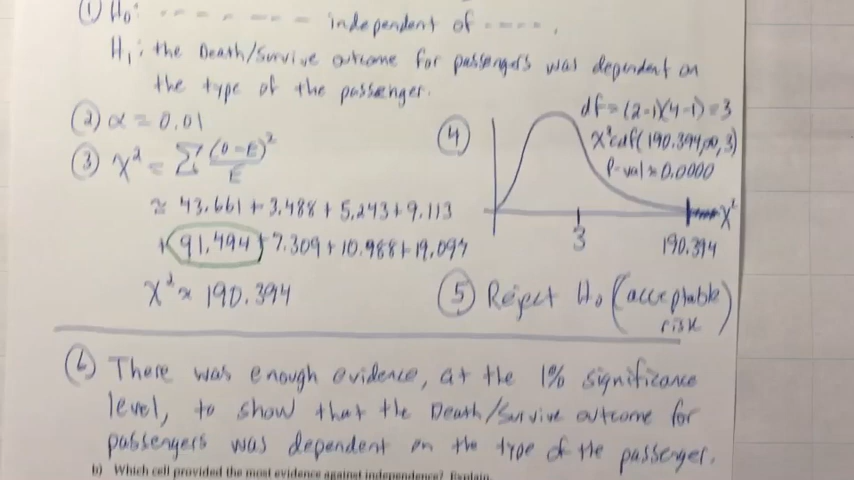 ① H₀: - - - - - - - - independent of - - - - .
H₁: the Death/Survive outcome for passengers was dependent on
the type of the passenger.
② α = 0.01
③ χ² = Σ (O-E)²/E
≈ 43.661 + 3.488 + 5.243 + 9.113
+ 91.494 + 7.309 + 10.988 + 19.097
χ² ≈ 190.394
④
df = (2-1)(4-1) = 3
χ²cdf(190.394,∞,3)
P-val ≈ 0.0000
χ²
3
190.394
⑤ Reject H₀ (acceptable
risk)
⑥ There was enough evidence, at the 1% significance
level, to show that the Death/Survive outcome for
passengers was dependent on the type of the passenger.
b) Which cell provided the most evidence against independence? Explain.